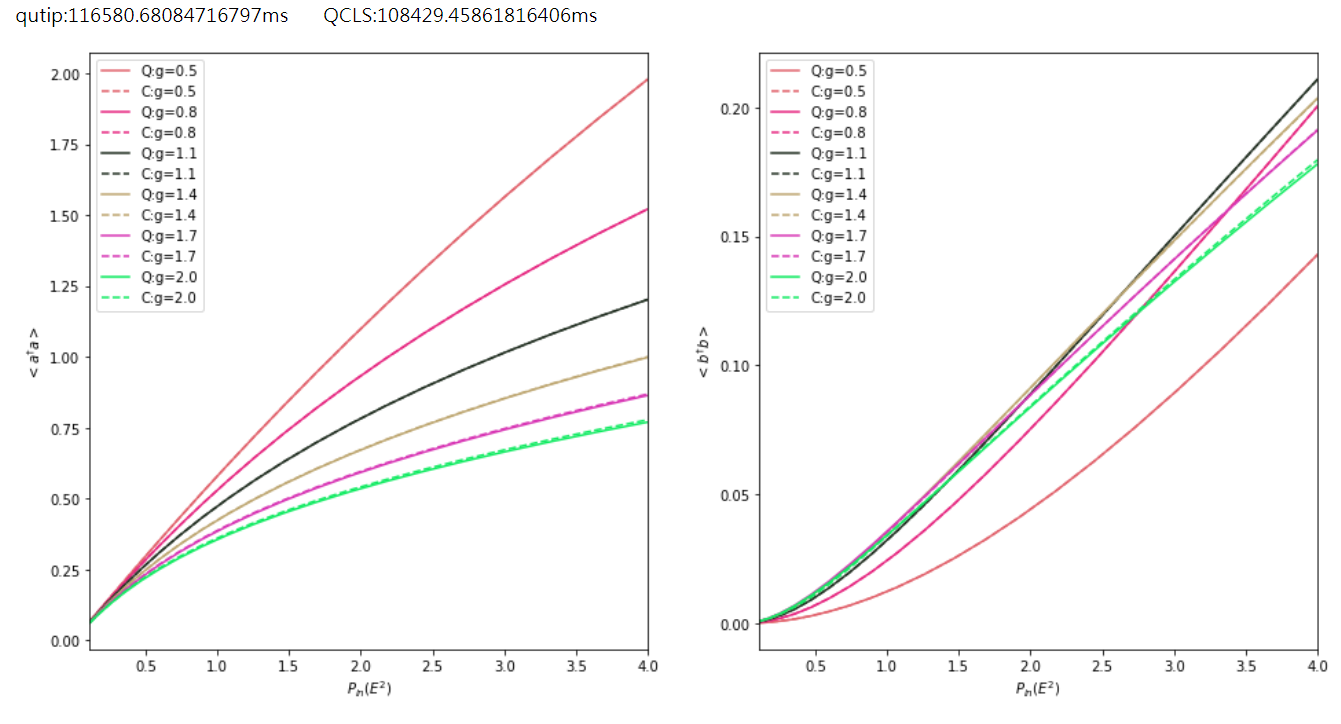 qutip:116580.68084716797ms QCLS:108429.45861816406ms
Q:g=0.5
C:g=0.5
Q:g=0.8
C:g=0.8
Q:g=1.1
C:g=1.1
Q:g=1.4
C:g=1.4
Q:g=1.7
C:g=1.7
Q:g=2.0
C:g=2.0
2.00
1.75
1.50
1.25
1.00
0.75
0.50
0.25
0.00
< a†a >
0.5 1.0 1.5 2.0 2.5 3.0 3.5 4.0
P_in(E²)
Q:g=0.5
C:g=0.5
Q:g=0.8
C:g=0.8
Q:g=1.1
C:g=1.1
Q:g=1.4
C:g=1.4
Q:g=1.7
C:g=1.7
Q:g=2.0
C:g=2.0
0.20
0.15
0.10
0.05
0.00
< b†b >
0.5 1.0 1.5 2.0 2.5 3.0 3.5 4.0
P_in(E²)